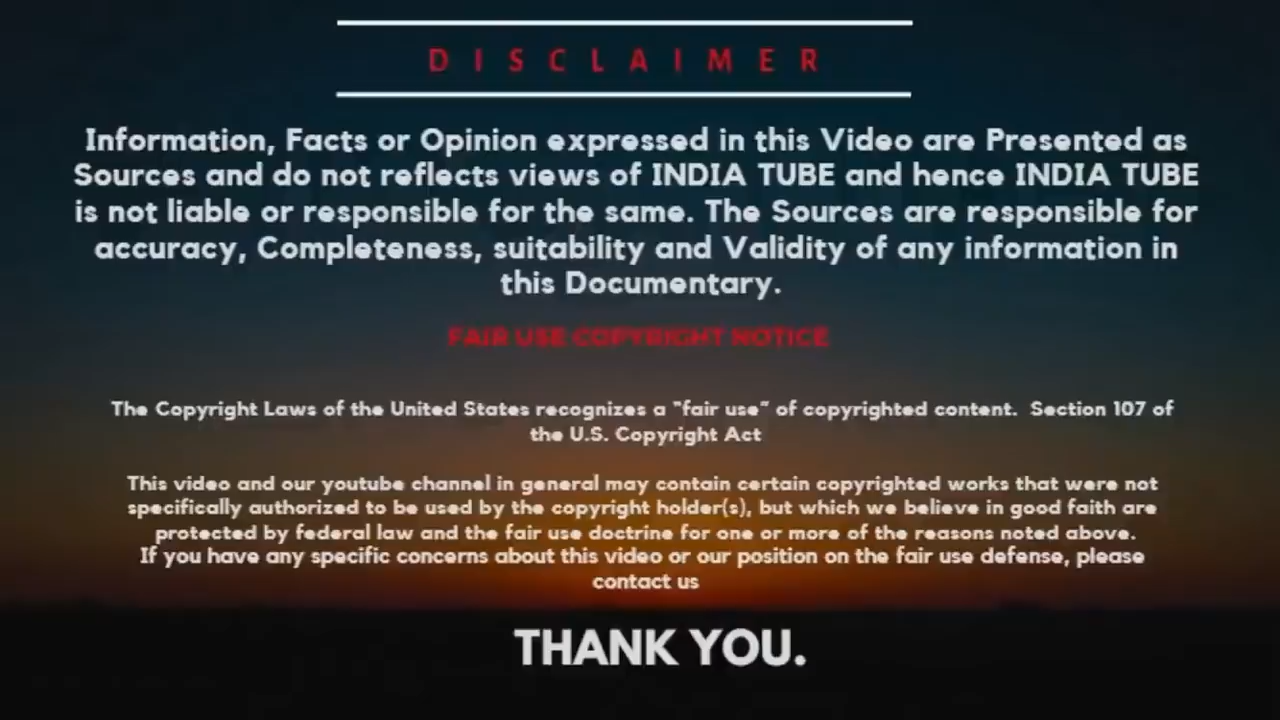 DISCLAIMER
Information, Facts or Opinion expressed in this Video are Presented as
Sources and do not reflects views of INDIA TUBE and hence INDIA TUBE
is not liable or responsible for the same. The Sources are responsible for
accuracy, Completeness, suitability and Validity of any information in
this Documentary.
FAIR USE COPYRIGHT NOTICE
The Copyright Laws of the United States recognizes a "fair use" of copyrighted content. Section 107 of
the U.S. Copyright Act
This video and our youtube channel in general may contain certain copyrighted works that were not
specifically authorized to be used by the copyright holder(s), but which we believe in good faith are
protected by federal law and the fair use doctrine for one or more of the reasons noted above.
If you have any specific concerns about this video or our position on the fair use defense, please
contact us
THANK YOU.